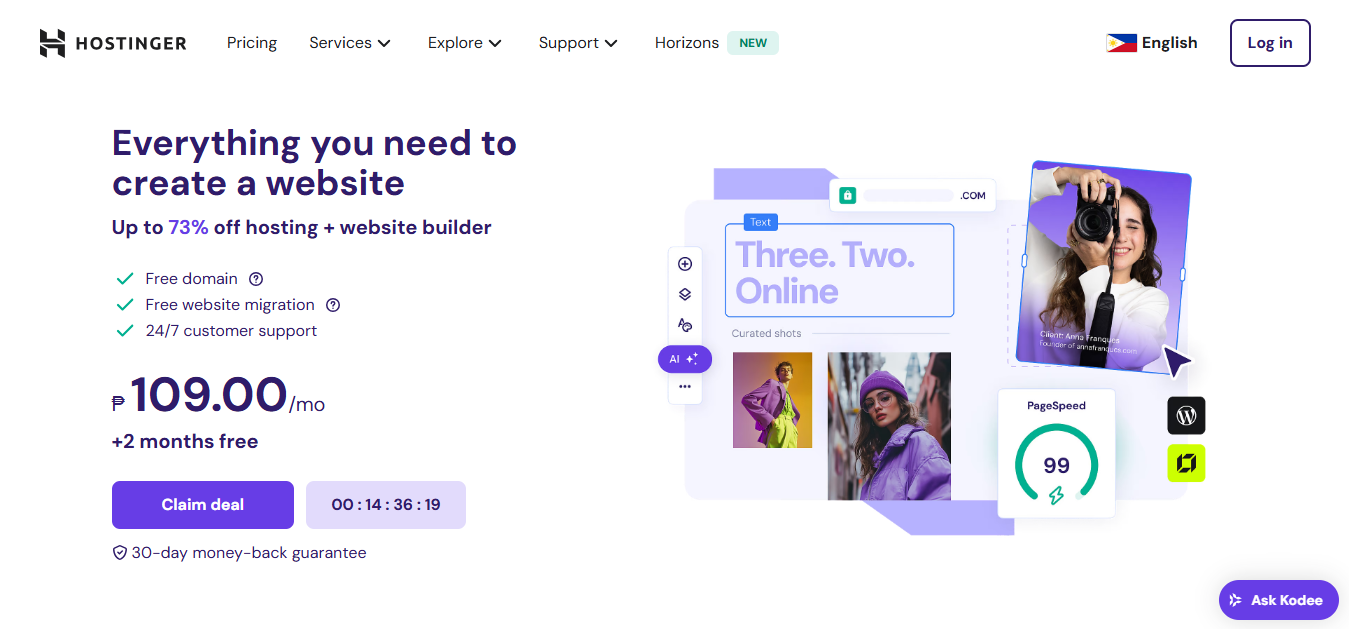 HOSTINGER
Pricing
Services
Explore
Support
Horizons NEW
English
Log in
Everything you need to
create a website
Up to 73% off hosting + website builder
Free domain
Free website migration
24/7 customer support
₱109.00/mo
+2 months free
Claim deal
00 : 14 : 36 : 19
30-day money-back guarantee
.COM
Text
Three. Two.
Online
Curated shots
AI
Client: Anna Franques
Founder of annafranques.com
PageSpeed
99
Ask Kodee